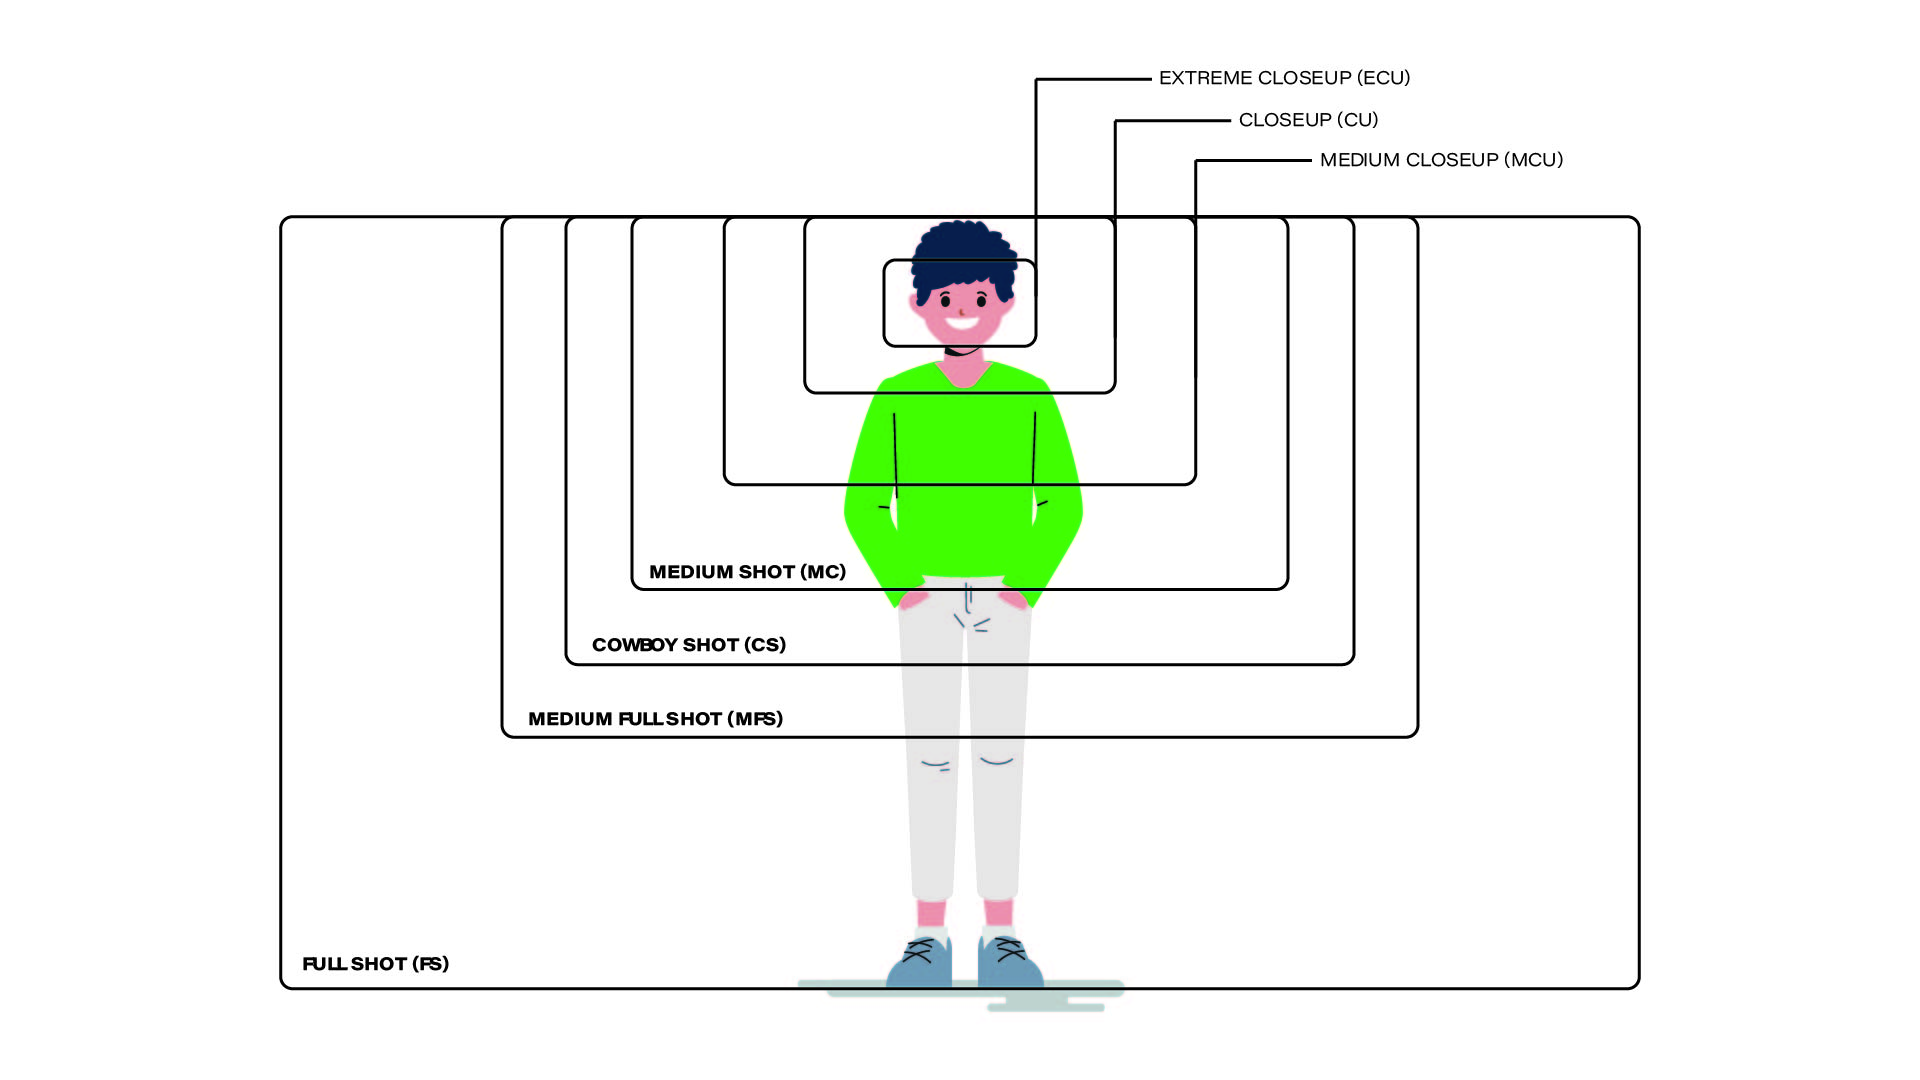 EXTREME CLOSEUP (ECU)
CLOSEUP (CU)
MEDIUM CLOSEUP (MCU)
MEDIUM SHOT (MC)
COWBOY SHOT (CS)
MEDIUM FULL SHOT (MFS)
FULL SHOT (FS)